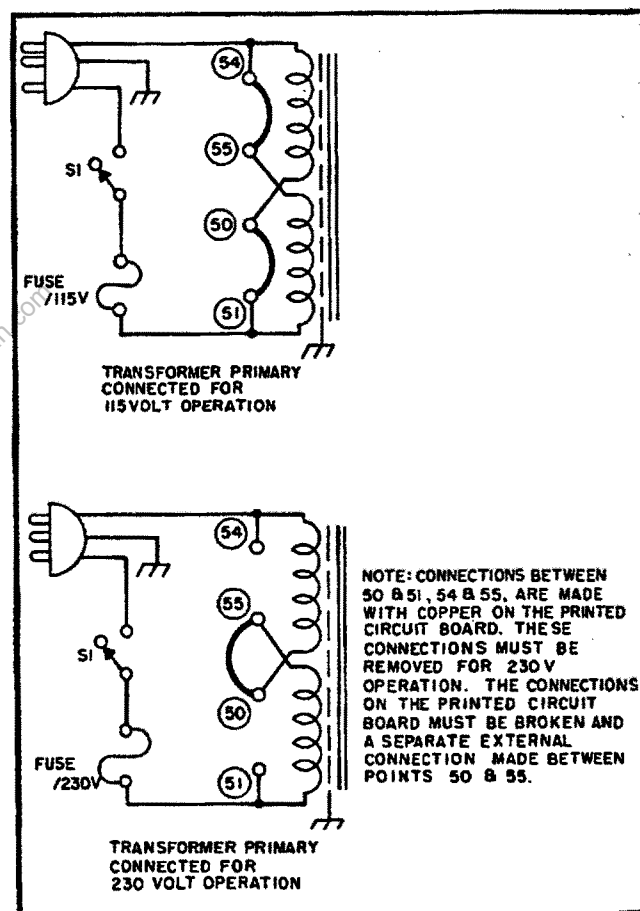 54
55
S1
50
FUSE
/115V
51
TRANSFORMER PRIMARY
CONNECTED FOR
115VOLT OPERATION
54
NOTE: CONNECTIONS BETWEEN
50 & 51, 54 & 55, ARE MADE
WITH COPPER ON THE PRINTED
CIRCUIT BOARD. THESE
CONNECTIONS MUST BE
REMOVED FOR 230V
OPERATION. THE CONNECTIONS
ON THE PRINTED CIRCUIT
BOARD MUST BE BROKEN AND
A SEPARATE EXTERNAL
CONNECTION MADE BETWEEN
POINTS 50 & 55.
55
S1
50
FUSE
/230V
51
TRANSFORMER PRIMARY
CONNECTED FOR
230 VOLT OPERATION